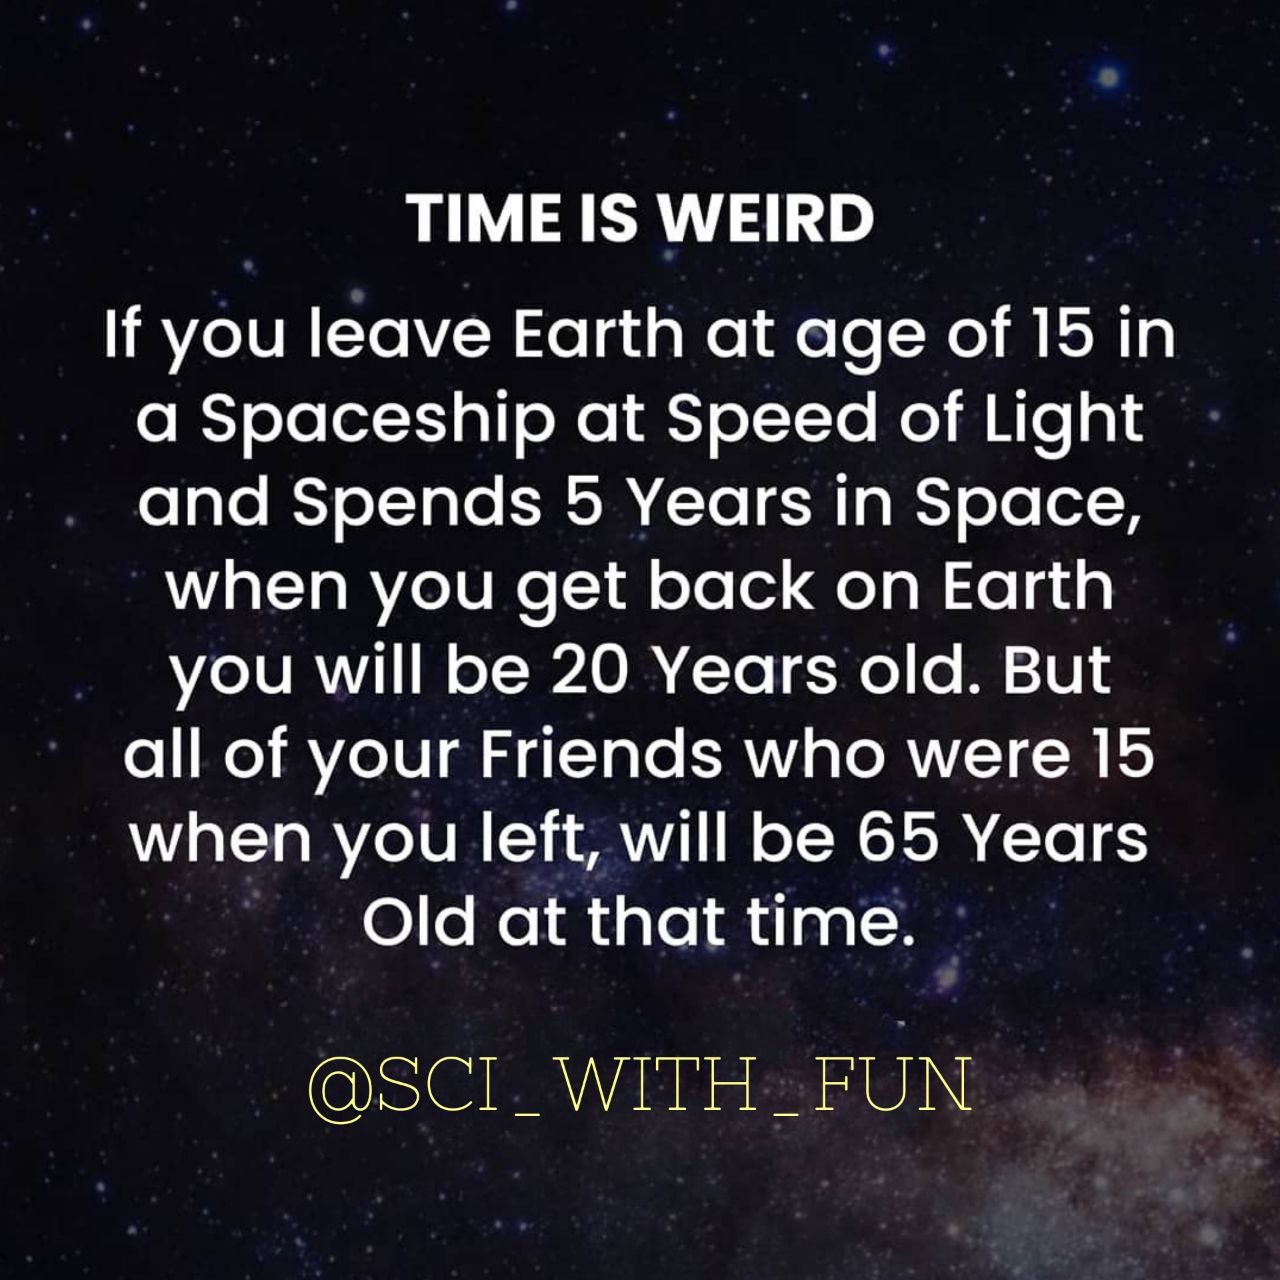 TIME IS WEIRD
If you leave Earth at age of 15 in
a Spaceship at Speed of Light
and Spends 5 Years in Space,
when you get back on Earth
you will be 20 Years old. But
all of your Friends who were 15
when you left, will be 65 Years
Old at that time.
@SCI_WITH_FUN